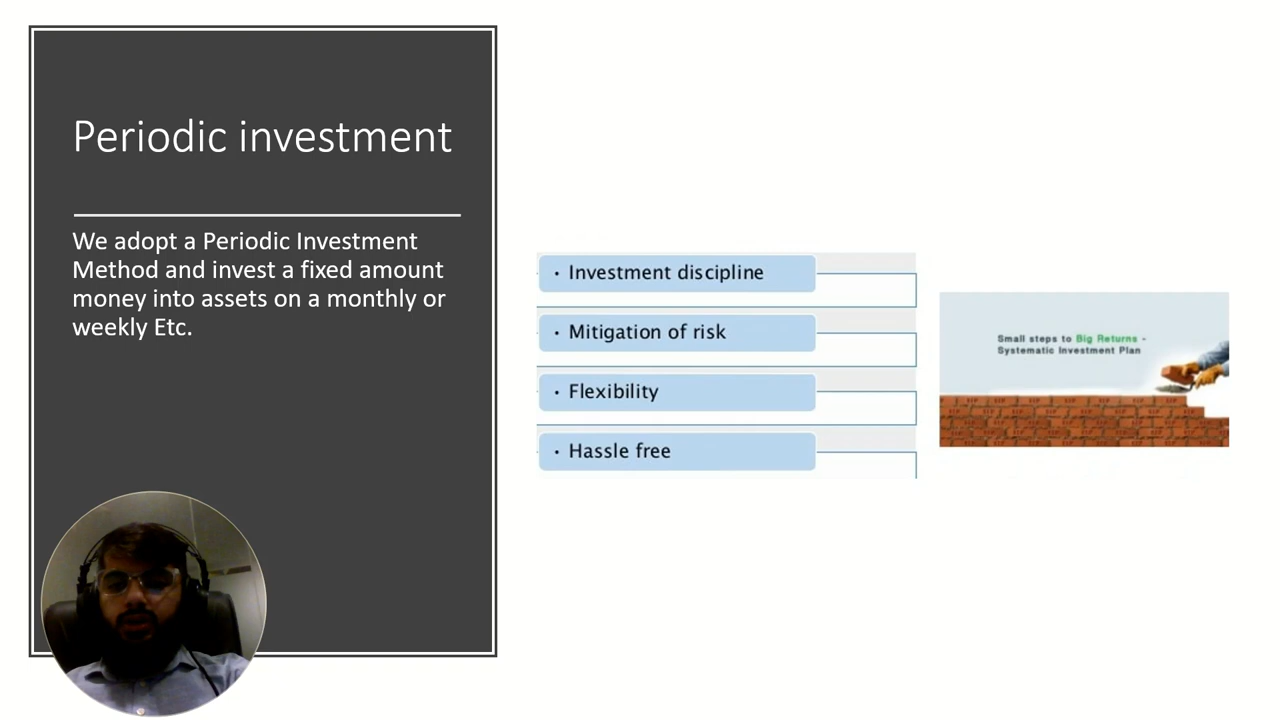 Periodic investment
We adopt a Periodic Investment
Method and invest a fixed amount
money into assets on a monthly or
weekly Etc.
• Investment discipline
• Mitigation of risk
• Flexibility
• Hassle free
Small steps to Big Returns -
Systematic Investment Plan